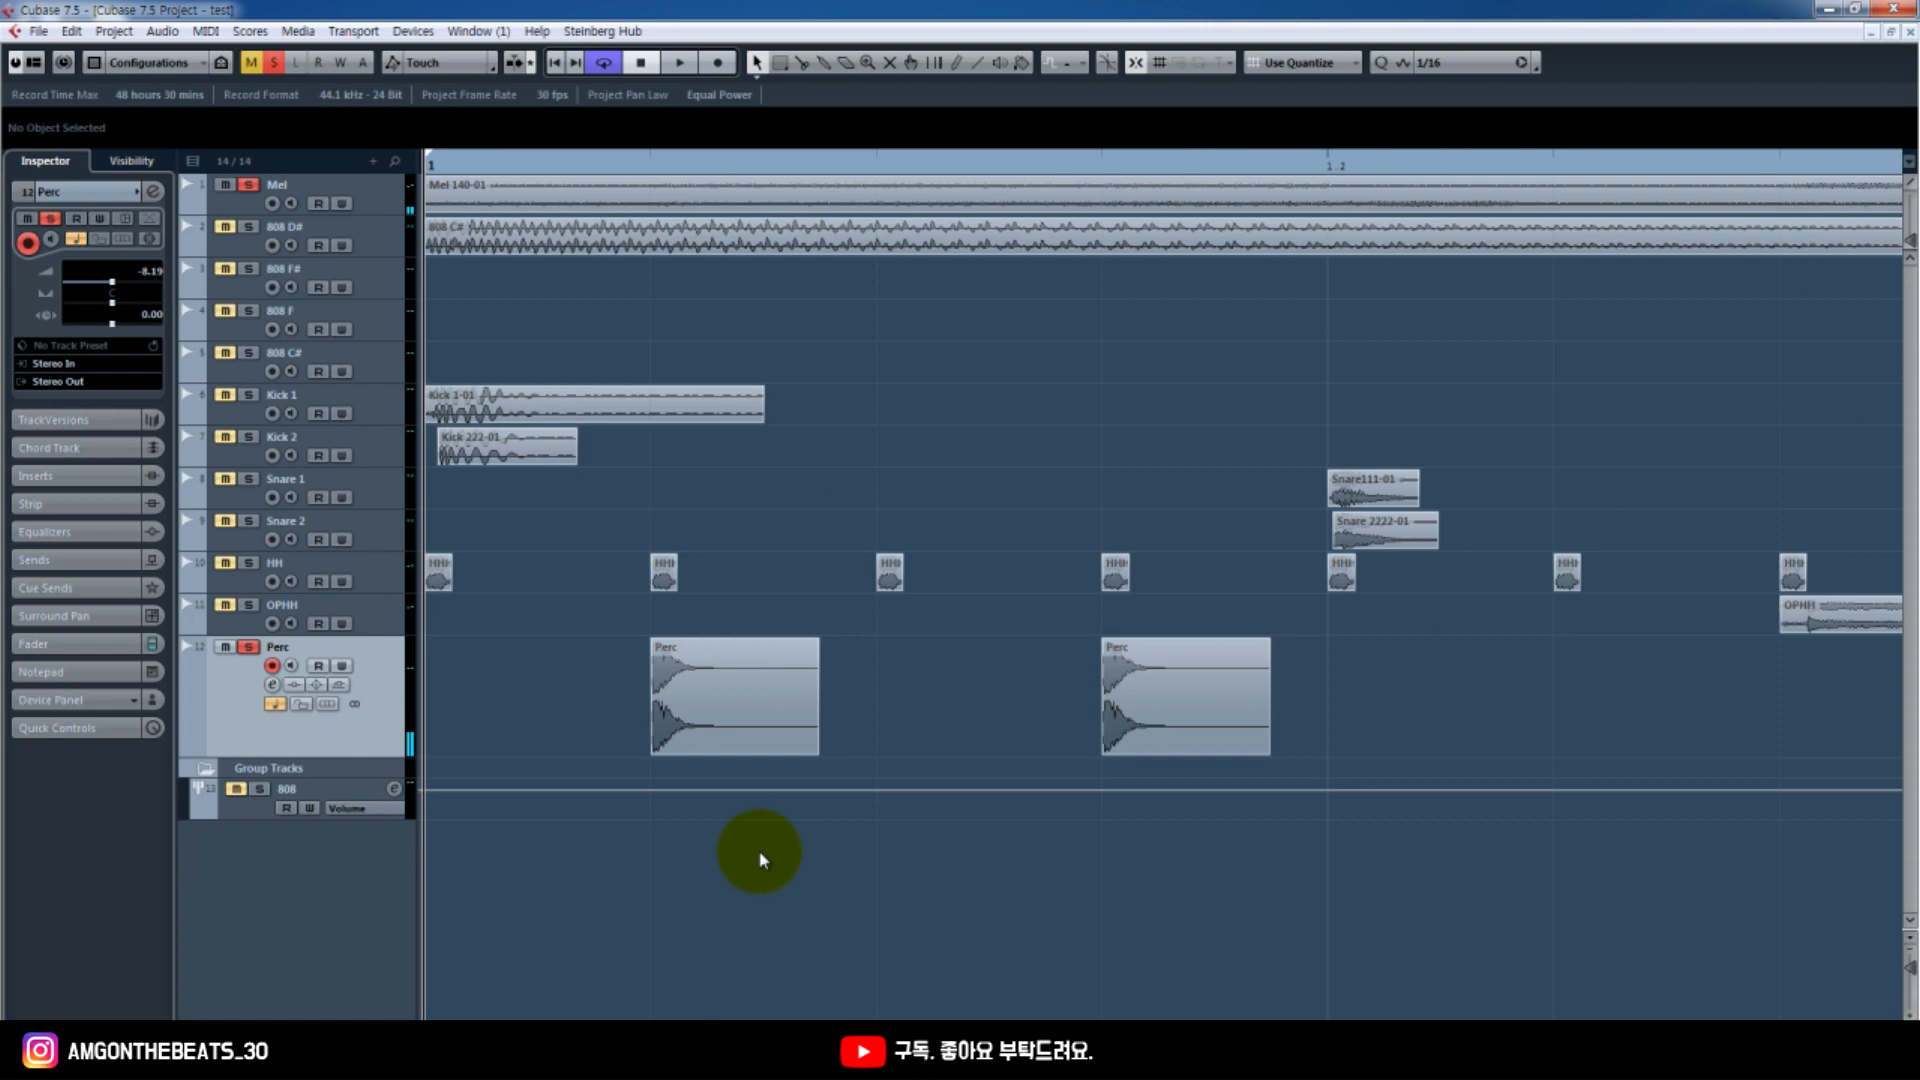 Cubase 7.5 - [Cubase 7.5 Project - test]
File Edit Project Audio MIDI Scores Media Transport Devices Window (1) Help Steinberg Hub
Configurations M S L R W A Touch Use Quantize Q 1/16
Record Time Max 48 hours 30 mins Record Format 44.1 kHz - 24 Bit Project Frame Rate 30 fps Project Pan Law Equal Power
No Object Selected
Inspector Visibility 14 / 14 1 1. 2
12 Perc
-8.19
C
0.00
No Track Preset
Stereo In
Stereo Out
TrackVersions
Chord Track
Inserts
Strip
Equalizers
Sends
Cue Sends
Surround Pan
Fader
Notepad
Device Panel
Quick Controls
1 m S Mel Mel 140-01
R W
2 m S 808 D# 808 C#
R W
3 m S 808 F#
R W
4 m S 808 F
R W
5 m S 808 C#
R W
6 m S Kick 1 Kick 1-01
R W
7 m S Kick 2 Kick 222-01
R W
8 m S Snare 1 Snare111-01
R W
9 m S Snare 2 Snare 2222-01
R W
10 m S HH
R W
11 m S OPHH OPHH
R W
12 m S Perc Perc Perc
R W
Group Tracks
13 m S 808
R W Volume
AMGONTHEBEATS_30
구독. 좋아요 부탁드려요.